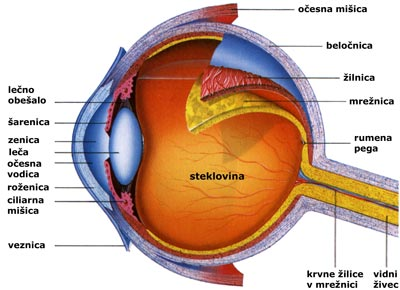 očesna mišica
beločnica
žilnica
mrežnica
rumena
pega
lečno
obešalo
šarenica
zenica
leča
očesna
vodica
roženica
ciliarna
mišica
veznica
steklovina
krvne žilice
v mrežnici
vidni
živec